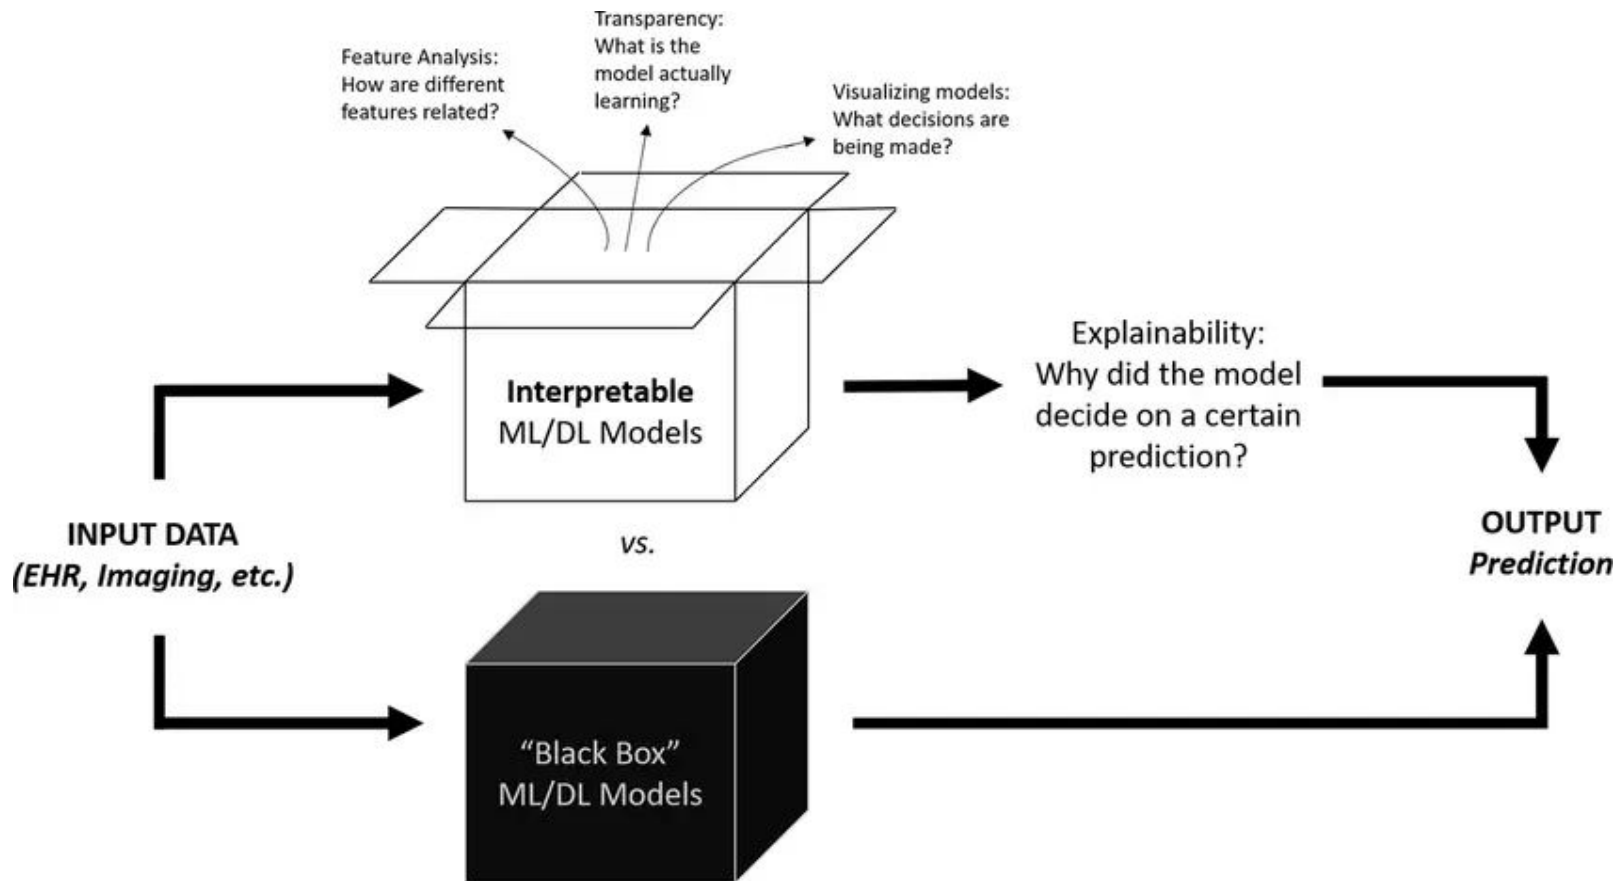 Transparency:
What is the
model actually
learning?
Feature Analysis:
How are different
features related?
Visualizing models:
What decisions are
being made?
Interpretable
ML/DL Models
Explainability:
Why did the model
decide on a certain
prediction?
INPUT DATA
(EHR, Imaging, etc.)
vs.
OUTPUT
Prediction
“Black Box”
ML/DL Models